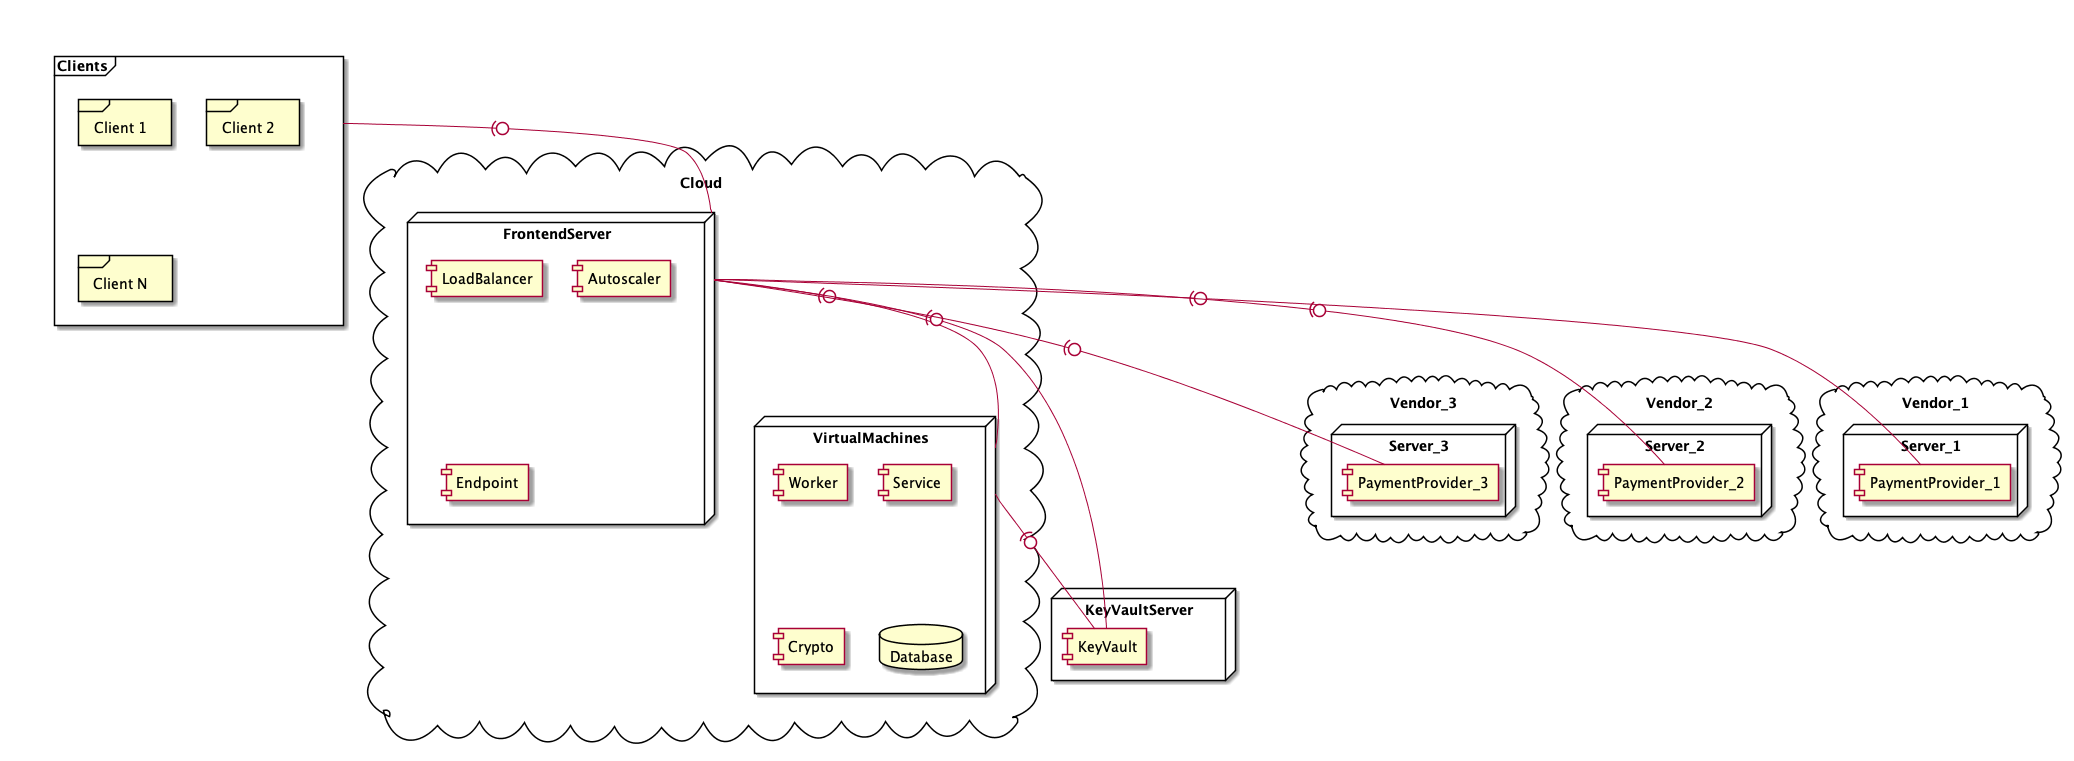 Clients
Client 1
Client 2
Client N
Cloud
FrontendServer
LoadBalancer
Autoscaler
Endpoint
VirtualMachines
Worker
Service
Crypto
Database
KeyVaultServer
KeyVault
Vendor_3
Server_3
PaymentProvider_3
Vendor_2
Server_2
PaymentProvider_2
Vendor_1
Server_1
PaymentProvider_1